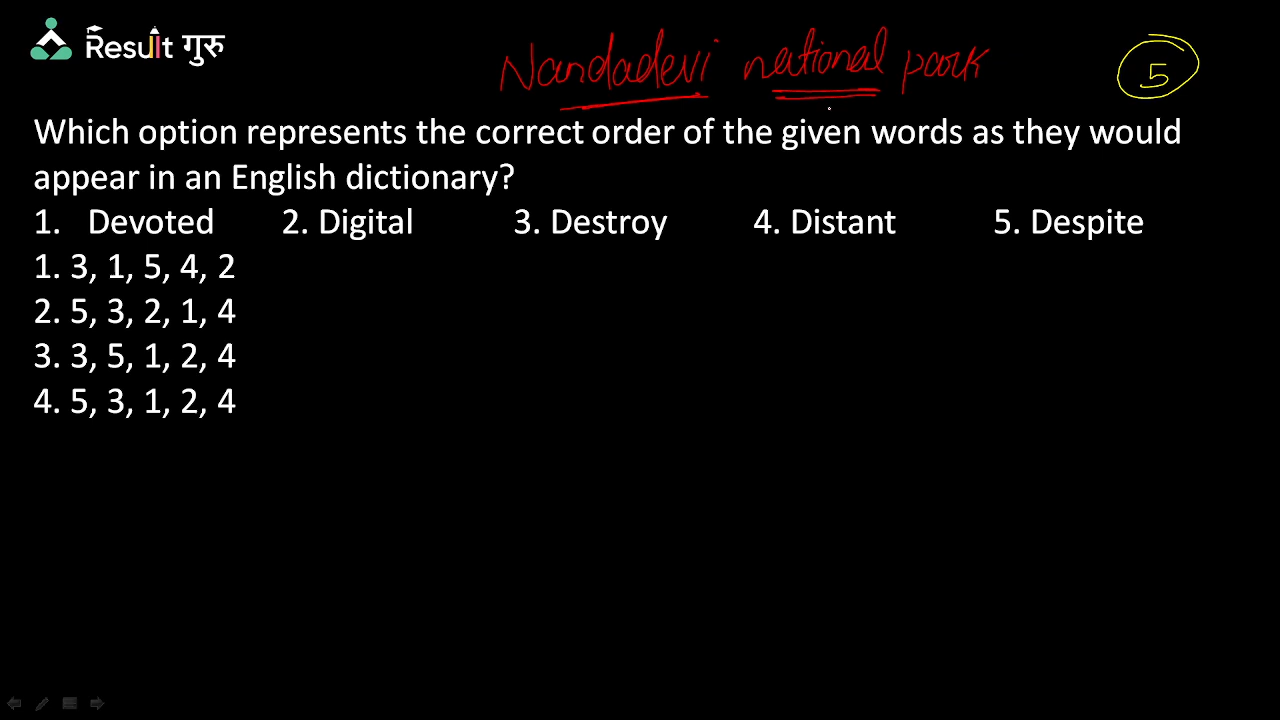 Result गुरु
Nandadevi national park
5
Which option represents the correct order of the given words as they would
appear in an English dictionary?
1. Devoted 2. Digital 3. Destroy 4. Distant 5. Despite
1. 3, 1, 5, 4, 2
2. 5, 3, 2, 1, 4
3. 3, 5, 1, 2, 4
4. 5, 3, 1, 2, 4